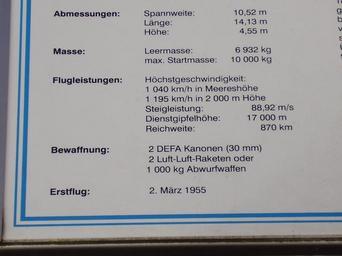 Abmessungen: Spannweite: 10,52 m
Länge: 14,13 m
Höhe: 4,55 m
Masse: Leermasse: 6 932 kg
max. Startmasse: 10 000 kg
Flugleistungen: Höchstgeschwindigkeit:
1 040 km/h in Meereshöhe
1 195 km/h in 2 000 m Höhe
Steigleistung: 88,92 m/s
Dienstgipfelhöhe: 17 000 m
Reichweite: 870 km
Bewaffnung: 2 DEFA Kanonen (30 mm)
2 Luft-Luft-Raketen oder
1 000 kg Abwurfwaffen
Erstflug: 2. März 1955